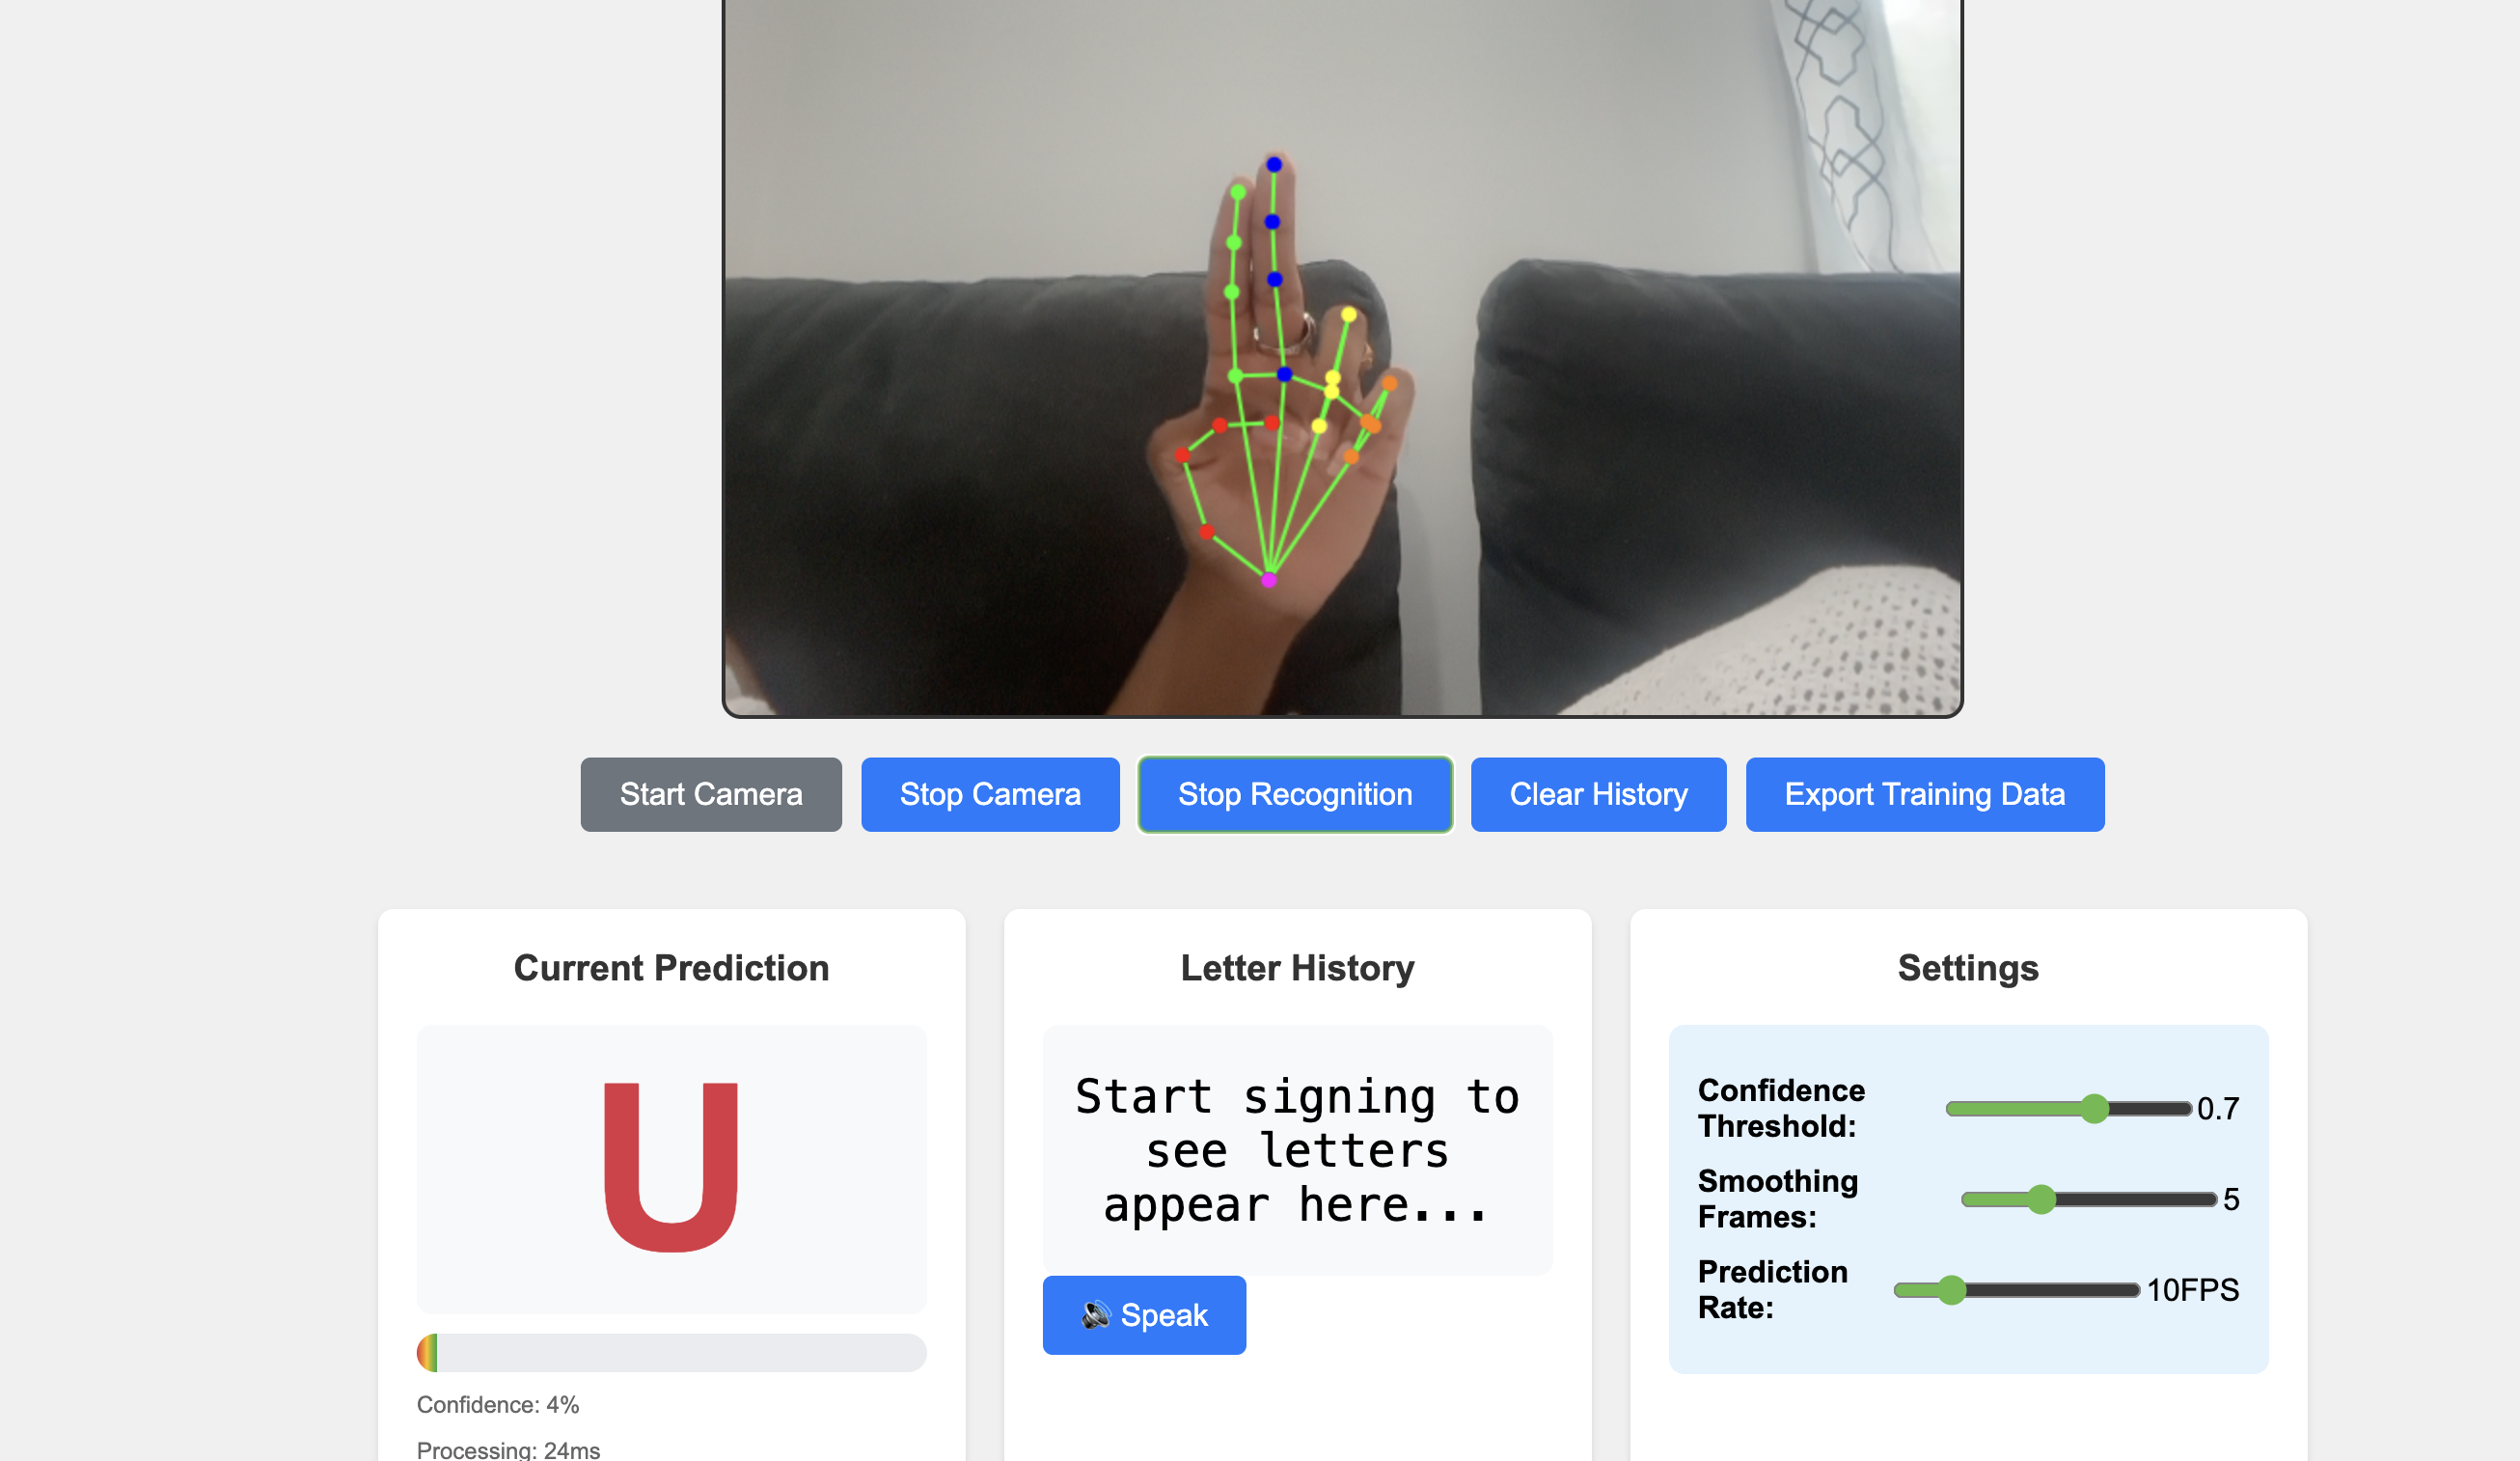 Start Camera
Stop Camera
Stop Recognition
Clear History
Export Training Data
Current Prediction
U
Confidence: 4%
Processing: 24ms
Letter History
Start signing to
see letters
appear here...
🔊 Speak
Settings
Confidence
Threshold:
0.7
Smoothing
Frames:
5
Prediction
Rate:
10FPS